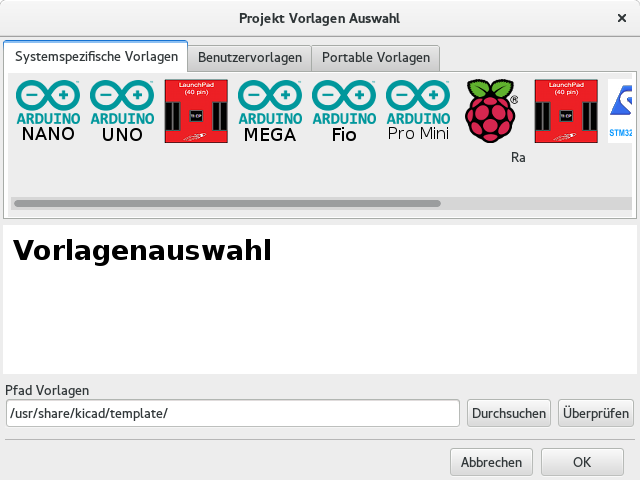 Projekt Vorlagen Auswahl
Systemspezifische Vorlagen Benutzervorlagen Portable Vorlagen
ARDUINO NANO
ARDUINO UNO
LaunchPad (40 pin)
ARDUINO MEGA
ARDUINO Fio
ARDUINO Pro Mini
®
LaunchPad (40 pin)
STM32
Ra
Vorlagenauswahl
Pfad Vorlagen
/usr/share/kicad/template/ Durchsuchen Überprüfen
Abbrechen OK